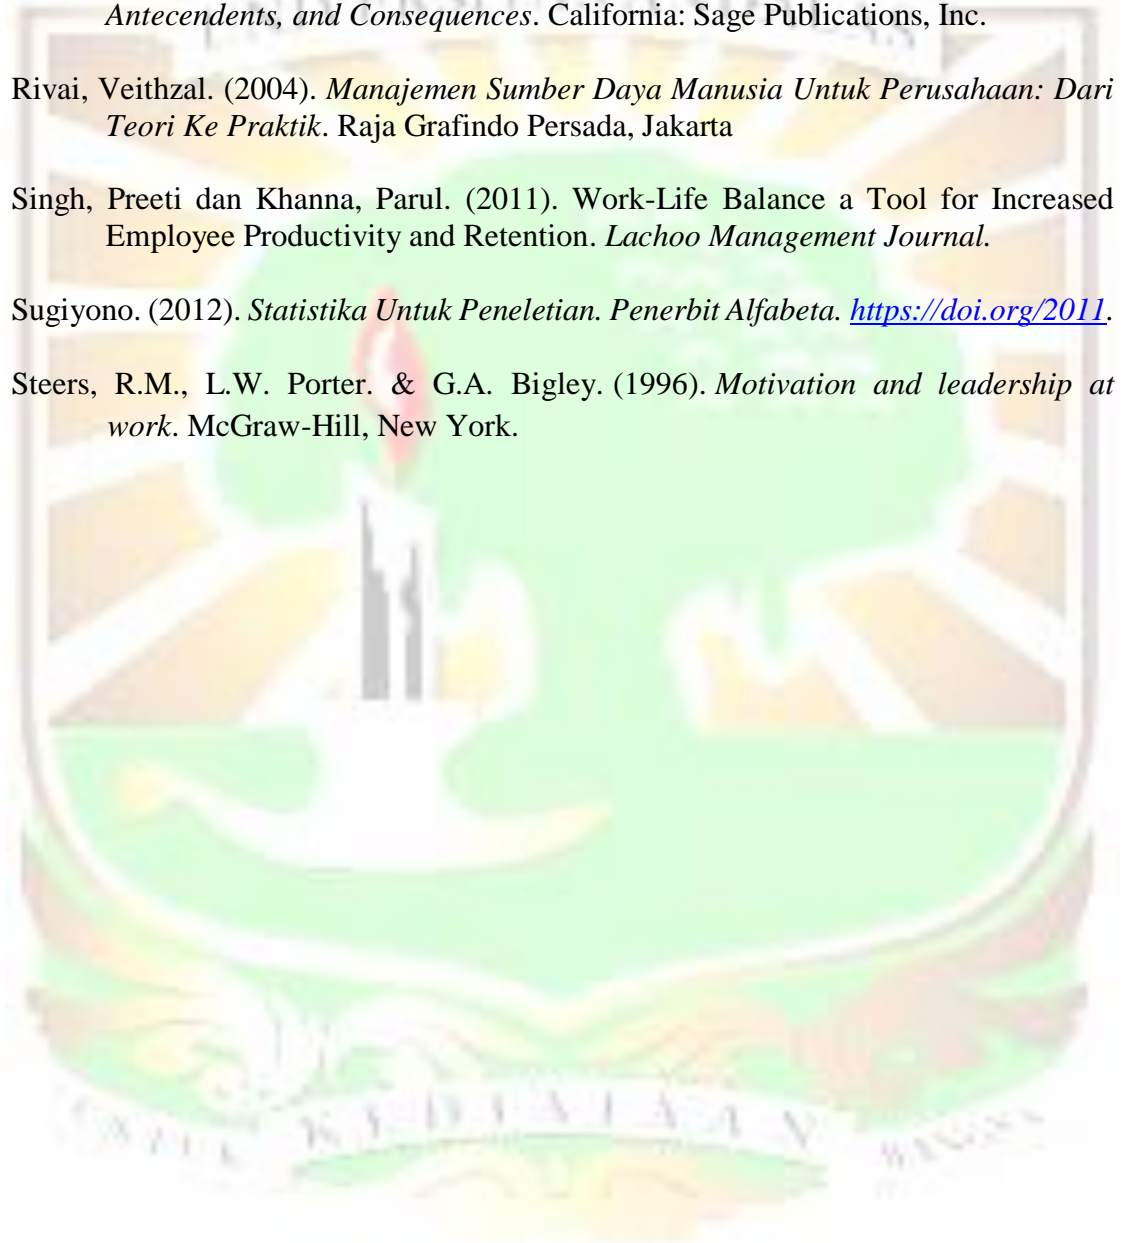 Antecendents, and Consequences. California: Sage Publications, Inc.
Rivai, Veithzal. (2004). Manajemen Sumber Daya Manusia Untuk Perusahaan: Dari
Teori Ke Praktik. Raja Grafindo Persada, Jakarta
Singh, Preeti dan Khanna, Parul. (2011). Work-Life Balance a Tool for Increased
Employee Productivity and Retention. Lachoo Management Journal.
Sugiyono. (2012). Statistika Untuk Peneletian. Penerbit Alfabeta. https://doi.org/2011.
Steers, R.M., L.W. Porter. & G.A. Bigley. (1996). Motivation and leadership at
work. McGraw-Hill, New York.
UNTUK KEDJAJAAN BANGSA